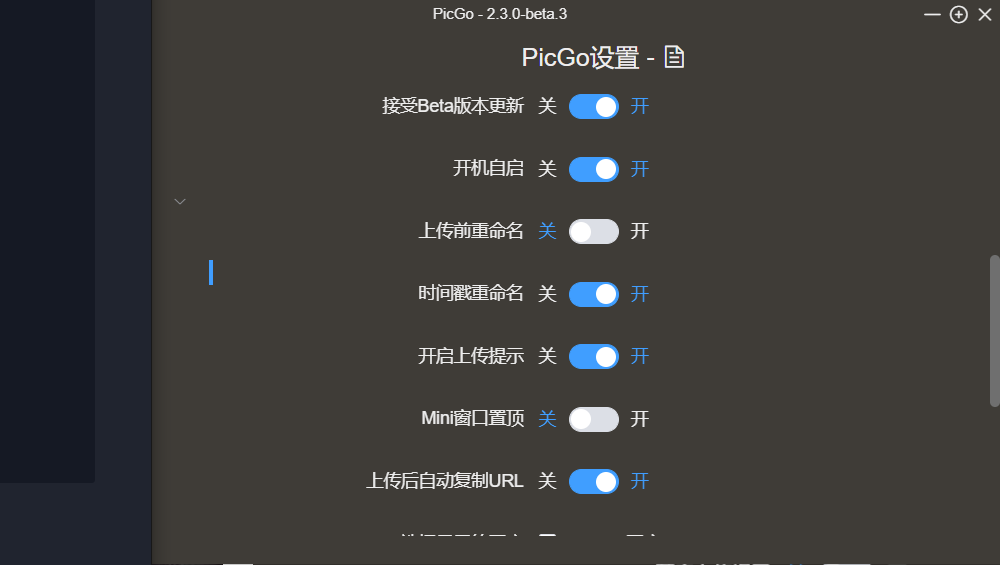 PicGo - 2.3.0-beta.3
PicGo设置 -
接受Beta版本更新 关 开
开机自启 关 开
上传前重命名 关 开
时间戳重命名 关 开
开启上传提示 关 开
Mini窗口置顶 关 开
上传后自动复制URL 关 开